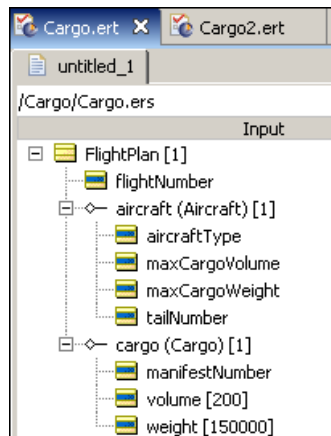 Cargo.ert Cargo2.ert
untitled_1
/Cargo/Cargo.ers
Input
FlightPlan [1]
flightNumber
aircraft (Aircraft) [1]
aircraftType
maxCargoVolume
maxCargoWeight
tailNumber
cargo (Cargo) [1]
manifestNumber
volume [200]
weight [150000]